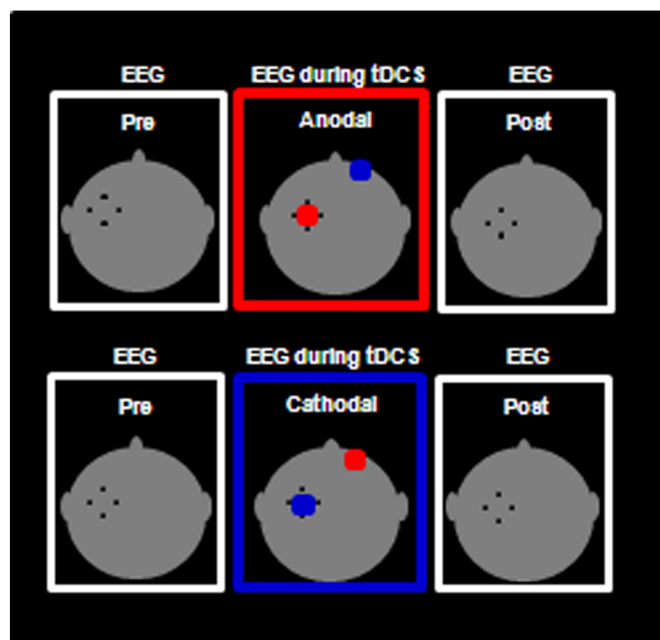 EEG EEG during tDCS EEG
Pre Anodal Post
EEG EEG during tDCS EEG
Pre Cathodal Post